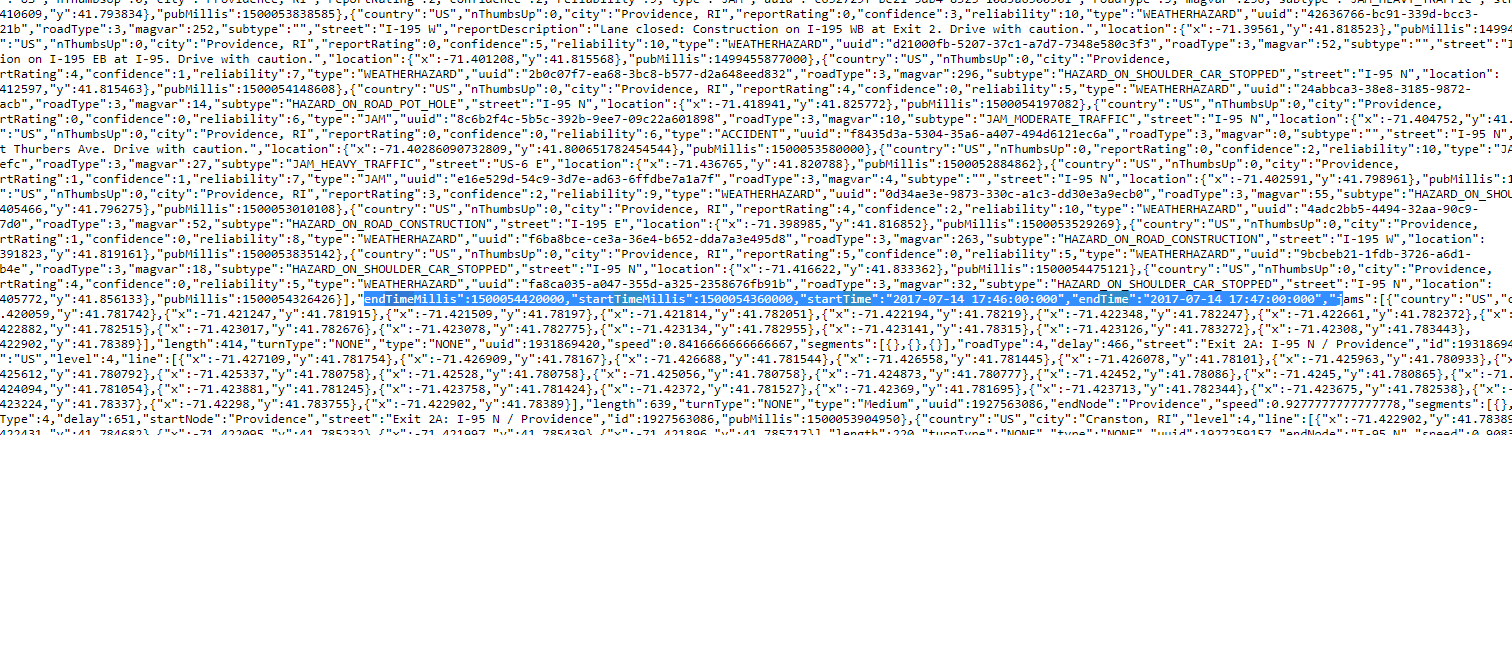 410609,"y":41.793834},"pubMillis":1500053838585},{"country":"US","nThumbsUp":0,"city":"Providence, RI","reportRating":0,"confidence":3,"reliability":10,"type":"WEATHERHAZARD","uuid":"42636766-bc91-339d-bcc3-
21b","roadType":3,"magvar":252,"subtype":"","street":"I-195 W","reportDescription":"Lane closed: Construction on I-195 WB at Exit 2. Drive with caution.","location":{"x":-71.39561,"y":41.818523},"pubMillis":14994
":"US","nThumbsUp":0,"city":"Providence, RI","reportRating":0,"confidence":5,"reliability":10,"type":"WEATHERHAZARD","uuid":"d21000fb-5207-37c1-a7d7-7348e580c3f3","roadType":3,"magvar":52,"subtype":"","street":"
ion on I-195 EB at I-95. Drive with caution.","location":{"x":-71.401208,"y":41.815568},"pubMillis":1499455877000},{"country":"US","nThumbsUp":0,"city":"Providence,
rtRating":4,"confidence":1,"reliability":7,"type":"WEATHERHAZARD","uuid":"2b0c07f7-ea68-3bc8-b577-d2a648eed832","roadType":3,"magvar":296,"subtype":"HAZARD_ON_SHOULDER_CAR_STOPPED","street":"I-95 N","location":
412597,"y":41.815463},"pubMillis":1500054148608},{"country":"US","nThumbsUp":0,"city":"Providence, RI","reportRating":4,"confidence":0,"reliability":5,"type":"WEATHERHAZARD","uuid":"24abbca3-38e8-3185-9872-
acb","roadType":3,"magvar":14,"subtype":"HAZARD_ON_ROAD_POT_HOLE","street":"I-95 N","location":{"x":-71.418941,"y":41.825772},"pubMillis":1500054197082},{"country":"US","nThumbsUp":0,"city":"Providence,
rtRating":0,"confidence":0,"reliability":6,"type":"JAM","uuid":"8c6b2f4c-5b5c-392b-9ee7-09c22a601898","roadType":3,"magvar":10,"subtype":"JAM_MODERATE_TRAFFIC","street":"I-95 N","location":{"x":-71.404752,"y":41.
":"US","nThumbsUp":0,"city":"Providence, RI","reportRating":0,"confidence":0,"reliability":6,"type":"ACCIDENT","uuid":"f8435d3a-5304-35a6-a407-494d6121ec6a","roadType":3,"magvar":0,"subtype":"","street":"I-95 N"
t Thurbers Ave. Drive with caution.","location":{"x":-71.40286090732809,"y":41.800651782454544},"pubMillis":1500053580000},{"country":"US","nThumbsUp":0,"reportRating":0,"confidence":2,"reliability":10,"type":"JA
efc","roadType":3,"magvar":27,"subtype":"JAM_HEAVY_TRAFFIC","street":"US-6 E","location":{"x":-71.436765,"y":41.820788},"pubMillis":1500052884862},{"country":"US","nThumbsUp":0,"city":"Providence,
rtRating":1,"confidence":1,"reliability":7,"type":"JAM","uuid":"e16e529d-54c9-3d7e-ad63-6ffdbe7a1a7f","roadType":3,"magvar":4,"subtype":"","street":"I-95 N","location":{"x":-71.402591,"y":41.798961},"pubMillis":1
":"US","nThumbsUp":0,"city":"Providence, RI","reportRating":3,"confidence":2,"reliability":9,"type":"WEATHERHAZARD","uuid":"0d34ae3e-9873-330c-a1c3-dd30e3a9ecb0","roadType":3,"magvar":55,"subtype":"HAZARD_ON_SHOU
405466,"y":41.796275},"pubMillis":1500053010108},{"country":"US","nThumbsUp":0,"city":"Providence, RI","reportRating":4,"confidence":2,"reliability":10,"type":"WEATHERHAZARD","uuid":"4adc2bb5-4494-32aa-90c9-
7d0","roadType":3,"magvar":52,"subtype":"HAZARD_ON_ROAD_CONSTRUCTION","street":"I-195 E","location":{"x":-71.398985,"y":41.816852},"pubMillis":1500053529269},{"country":"US","nThumbsUp":0,"city":"Providence,
rtRating":1,"confidence":0,"reliability":8,"type":"WEATHERHAZARD","uuid":"f6ba8bce-ce3a-36e4-b652-dda7a3e495d8","roadType":3,"magvar":263,"subtype":"HAZARD_ON_ROAD_CONSTRUCTION","street":"I-195 W","location":
391823,"y":41.819161},"pubMillis":1500053835142},{"country":"US","nThumbsUp":0,"city":"Providence, RI","reportRating":5,"confidence":0,"reliability":5,"type":"WEATHERHAZARD","uuid":"9bcbeb21-1fdb-3726-a6d1-
b4e","roadType":3,"magvar":18,"subtype":"HAZARD_ON_SHOULDER_CAR_STOPPED","street":"I-95 N","location":{"x":-71.416622,"y":41.833362},"pubMillis":1500054475121},{"country":"US","nThumbsUp":0,"city":"Providence,
rtRating":4,"confidence":0,"reliability":5,"type":"WEATHERHAZARD","uuid":"fa8ca035-a047-355d-a325-2358676fb91b","roadType":3,"magvar":32,"subtype":"HAZARD_ON_SHOULDER_CAR_STOPPED","street":"I-95 N","location":
405772,"y":41.856133},"pubMillis":1500054326426}],"endTimeMillis":1500054420000,"startTimeMillis":1500054360000,"startTime":"2017-07-14 17:46:00:000","endTime":"2017-07-14 17:47:00:000","jams":[{"country":"US","c
.420059,"y":41.781742},{"x":-71.421247,"y":41.781915},{"x":-71.421509,"y":41.78197},{"x":-71.421814,"y":41.782051},{"x":-71.422194,"y":41.78219},{"x":-71.422348,"y":41.782247},{"x":-71.422661,"y":41.782372},{"x":
422882,"y":41.782515},{"x":-71.423017,"y":41.782676},{"x":-71.423078,"y":41.782775},{"x":-71.423134,"y":41.782955},{"x":-71.423141,"y":41.78315},{"x":-71.423126,"y":41.783272},{"x":-71.42308,"y":41.783443},
422902,"y":41.78389}],"length":414,"turnType":"NONE","type":"NONE","uuid":1931869420,"speed":0.8416666666666667,"segments":[{},{},{}],"roadType":4,"delay":466,"street":"Exit 2A: I-95 N / Providence","id":19318694
":"US","level":4,"line":[{"x":-71.427109,"y":41.781754},{"x":-71.426909,"y":41.78167},{"x":-71.426688,"y":41.781544},{"x":-71.426558,"y":41.781445},{"x":-71.426078,"y":41.78101},{"x":-71.425963,"y":41.780933},{"x
425612,"y":41.780792},{"x":-71.425337,"y":41.780758},{"x":-71.42528,"y":41.780758},{"x":-71.425056,"y":41.780758},{"x":-71.424873,"y":41.780777},{"x":-71.42452,"y":41.78086},{"x":-71.4245,"y":41.780865},{"x":-71.
424094,"y":41.781054},{"x":-71.423881,"y":41.781245},{"x":-71.423758,"y":41.781424},{"x":-71.42372,"y":41.781527},{"x":-71.42369,"y":41.781695},{"x":-71.423713,"y":41.782344},{"x":-71.423675,"y":41.782538},{"x":-
423224,"y":41.78337},{"x":-71.42298,"y":41.783755},{"x":-71.422902,"y":41.78389}],"length":639,"turnType":"NONE","type":"Medium","uuid":1927563086,"endNode":"Providence","speed":0.9277777777777778,"segments":[{},
Type":4,"delay":651,"startNode":"Providence","street":"Exit 2A: I-95 N / Providence","id":1927563086,"pubMillis":1500053904950},{"country":"US","city":"Cranston, RI","level":4,"line":[{"x":-71.422902,"y":41.78389